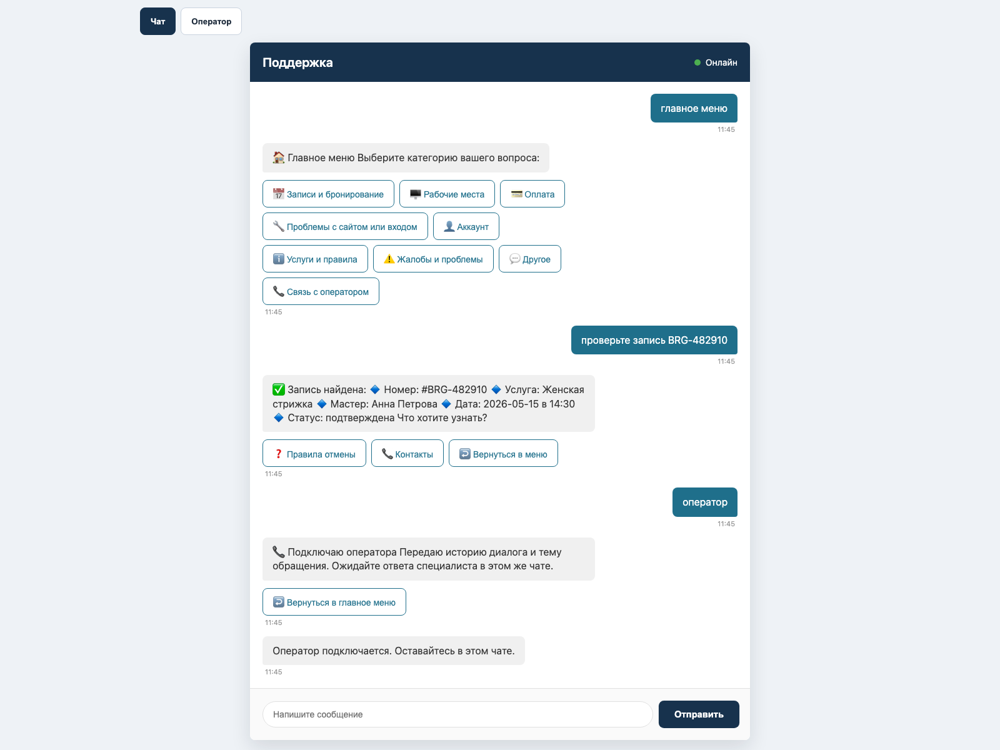 Чат
Оператор
Поддержка
Онлайн
главное меню
11:45
🏠 Главное меню Выберите категорию вашего вопроса:
📅 Записи и бронирование
🖥️ Рабочие места
💳 Оплата
🔧 Проблемы с сайтом или входом
👤 Аккаунт
ℹ️ Услуги и правила
⚠️ Жалобы и проблемы
💬 Другое
📞 Связь с оператором
11:45
проверьте запись BRG-482910
11:45
✅ Запись найдена: 🔹 Номер: #BRG-482910 🔹 Услуга: Женская
стрижка 🔹 Мастер: Анна Петрова 🔹 Дата: 2026-05-15 в 14:30
🔹 Статус: подтверждена Что хотите узнать?
❓ Правила отмены
📞 Контакты
↩️ Вернуться в меню
11:45
оператор
11:45
📞 Подключаю оператора Передаю историю диалога и тему
обращения. Ожидайте ответа специалиста в этом же чате.
↩️ Вернуться в главное меню
11:45
Оператор подключается. Оставайтесь в этом чате.
11:45
Напишите сообщение
Отправить